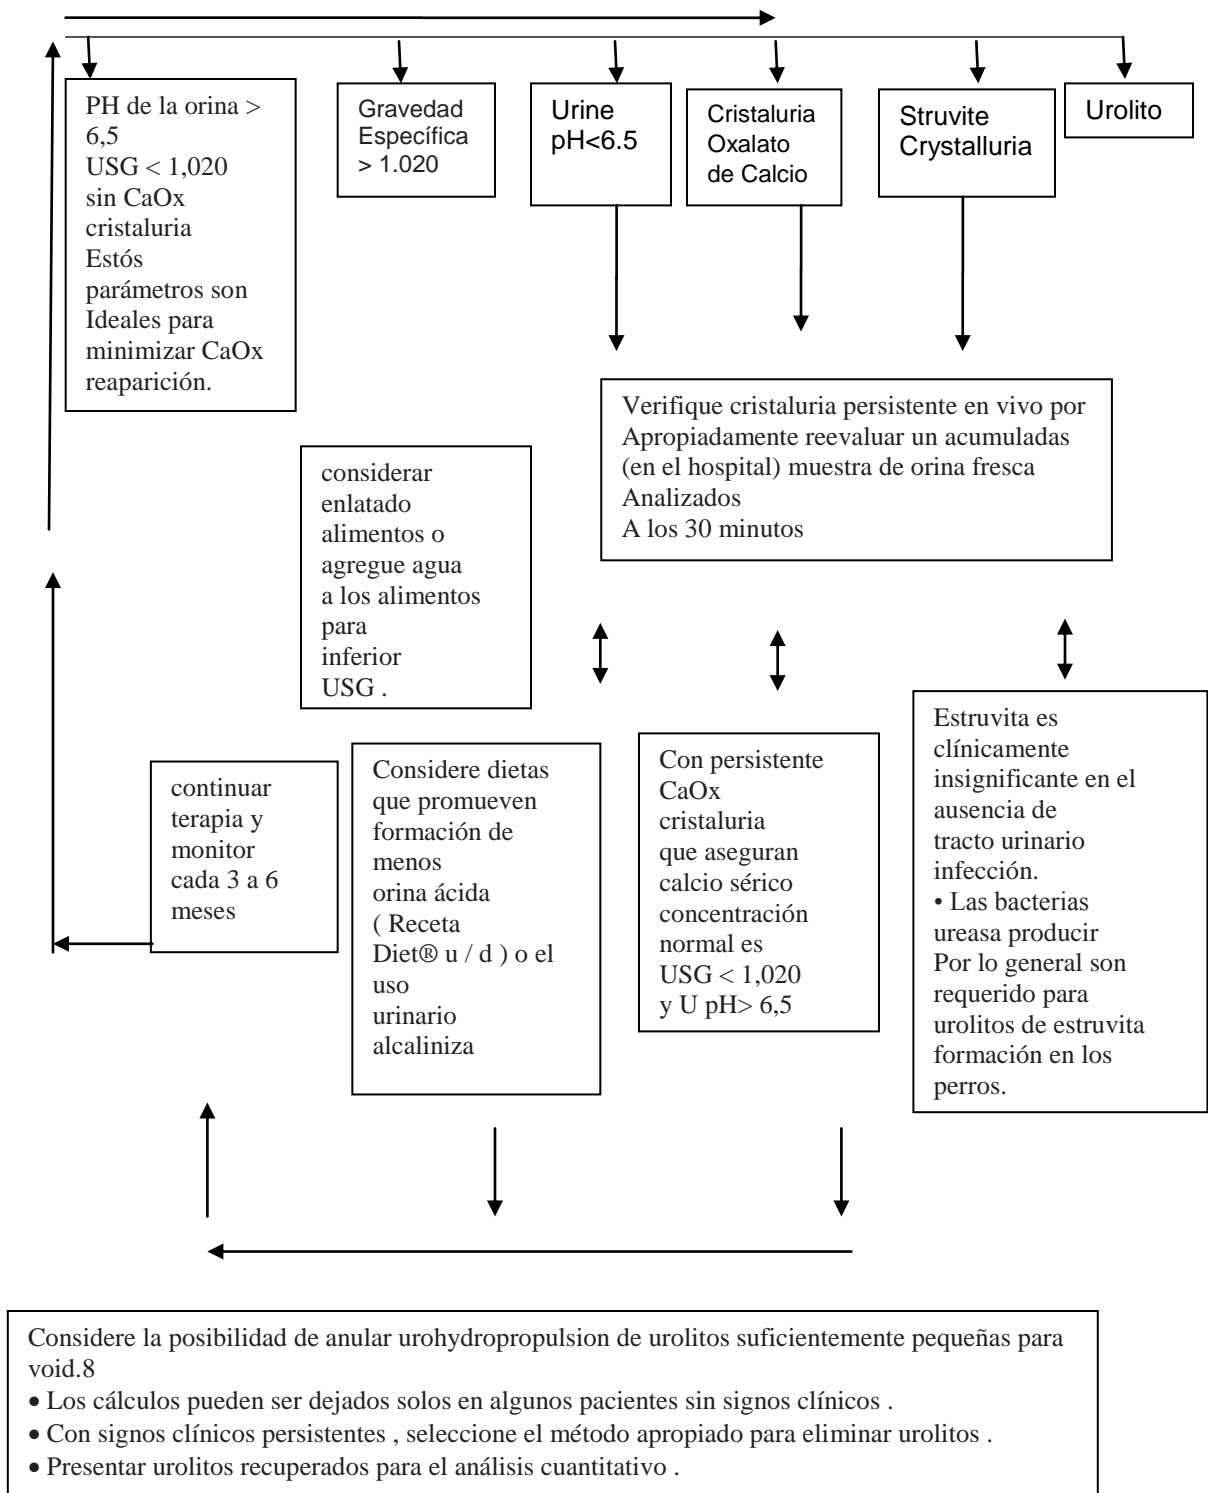 PH de la orina >
6,5
USG < 1,020
sin CaOx
cristaluria
Estós
parámetros son
Ideales para
minimizar CaOx
reaparición.
Gravedad
Específica
> 1.020
Urine
pH<6.5
Cristaluria
Oxalato
de Calcio
Struvite
Crystalluria
Urolito
Verifique cristaluria persistente en vivo por
Apropiadamente reevaluar un acumuladas
(en el hospital) muestra de orina fresca
Analizados
A los 30 minutos
considerar
enlatado
alimentos o
agregue agua
a los alimentos
para
inferior
USG .
continuar
terapia y
monitor
cada 3 a 6
meses
Considere dietas
que promueven
formación de
menos
orina ácida
( Receta
Diet® u / d ) o el
uso
urinario
alcaliniza
Con persistente
CaOx
cristaluria
que aseguran
calcio sérico
concentración
normal es
USG < 1,020
y U pH> 6,5
Estruvita es
clínicamente
insignificante en el
ausencia de
tracto urinario
infección.
• Las bacterias
ureasa producir
Por lo general son
requerido para
urolitos de estruvita
formación en los
perros.
Considere la posibilidad de anular urohydropropulsion de urolitos suficientemente pequeñas para
void.8
• Los cálculos pueden ser dejados solos en algunos pacientes sin signos clínicos .
• Con signos clínicos persistentes , seleccione el método apropiado para eliminar urolitos .
• Presentar urolitos recuperados para el análisis cuantitativo .